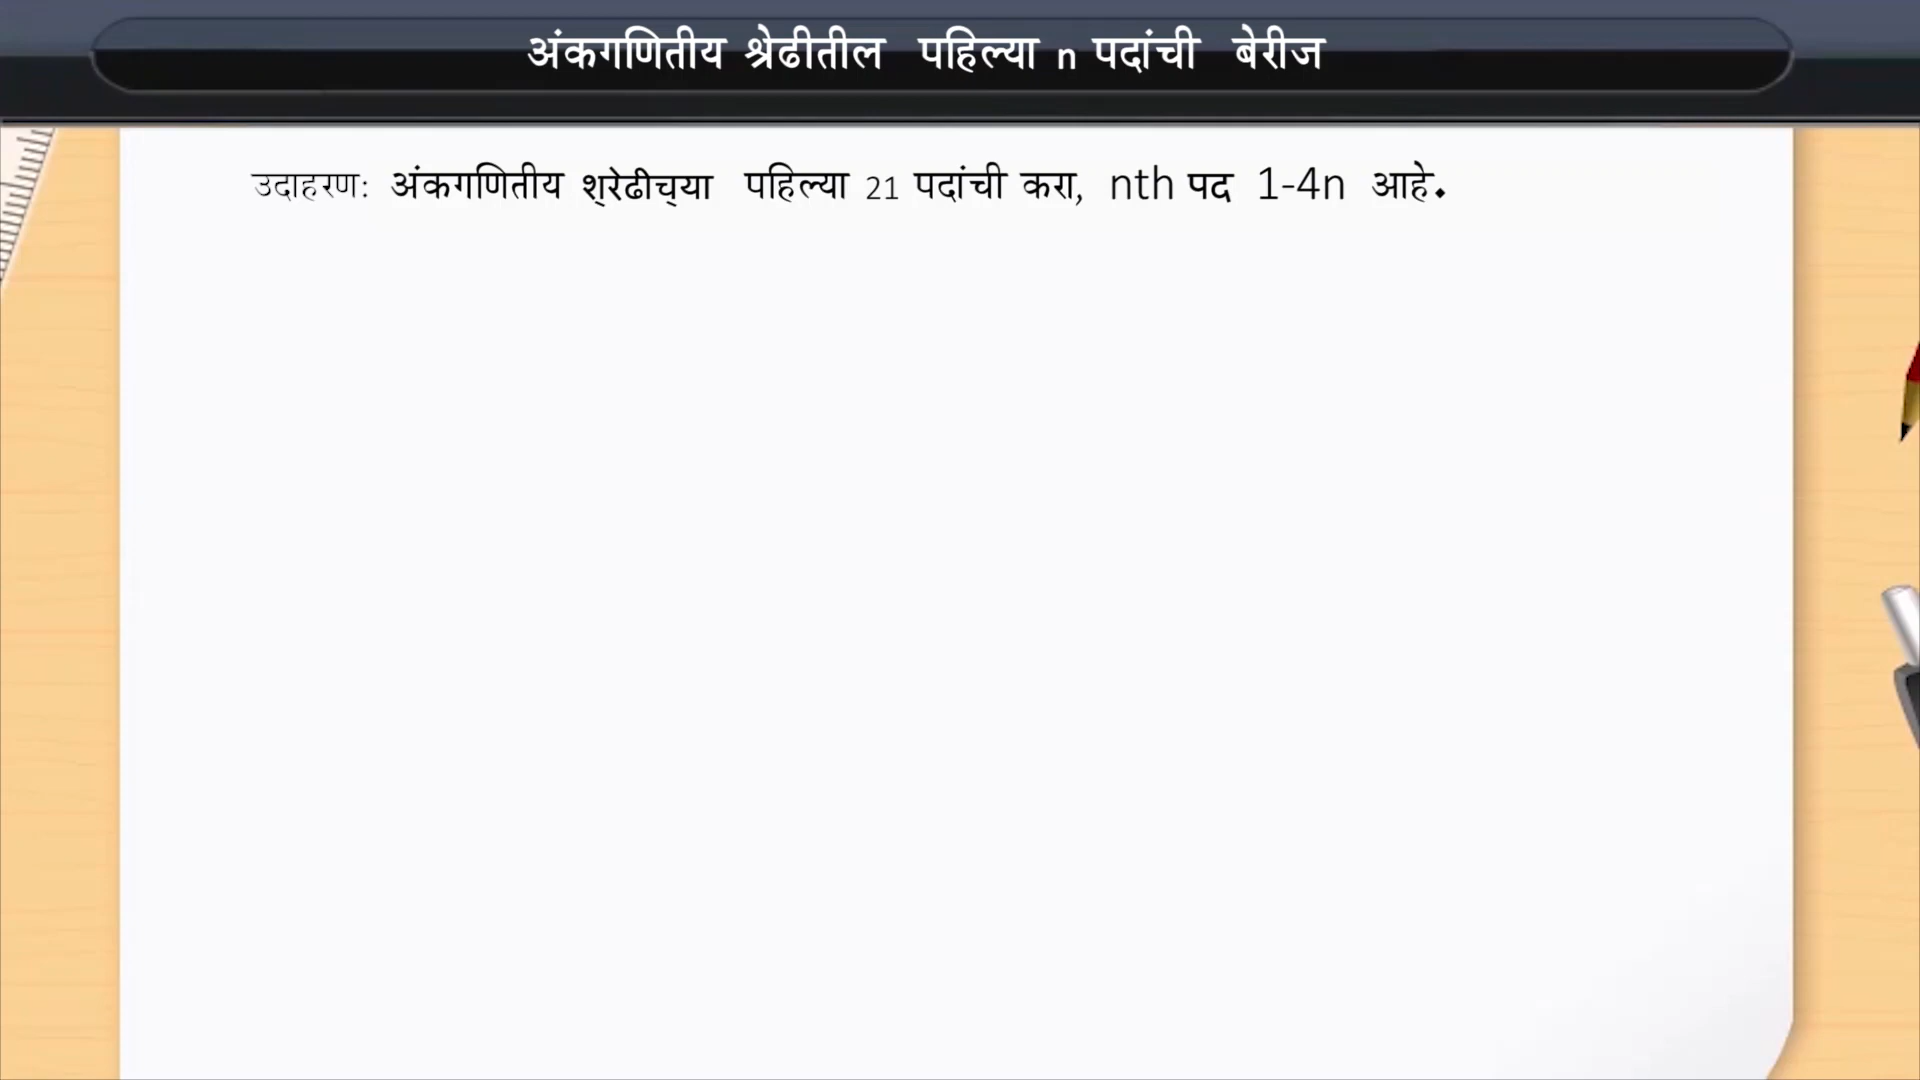 अंकगणितीय श्रेढीतील पहिल्या n पदांची बेरीज
उदाहरण: अंकगणितीय श्‌रेढीच्‌या पहिल्या 21 पदांची करा, nth पद 1-4n आहे.